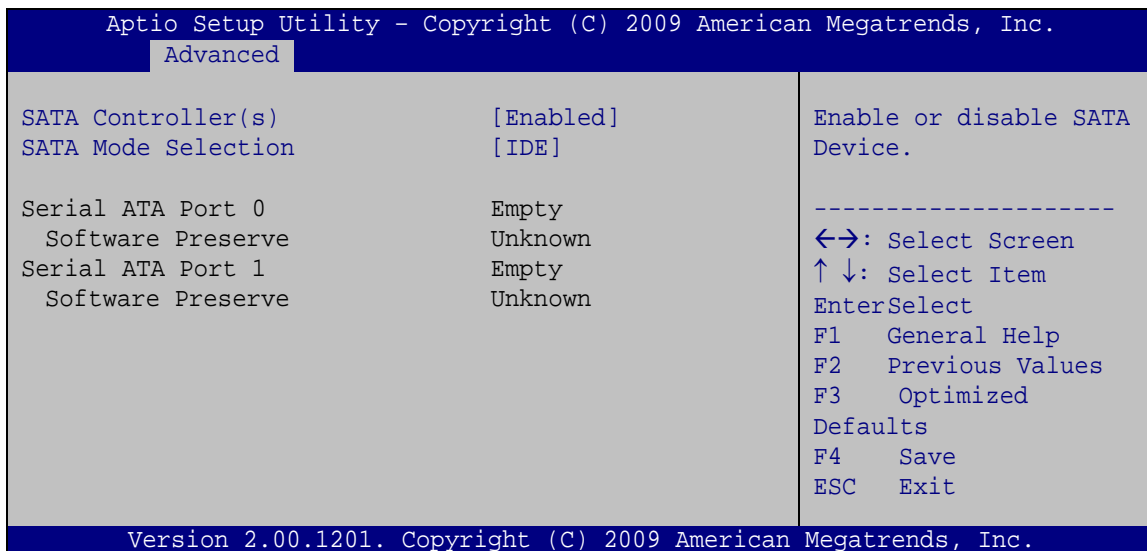 Aptio Setup Utility – Copyright (C) 2009 American Megatrends, Inc.
Advanced
SATA Controller(s) [Enabled]
SATA Mode Selection [IDE]
Serial ATA Port 0 Empty
Software Preserve Unknown
Serial ATA Port 1 Empty
Software Preserve Unknown
Enable or disable SATA
Device.
---------------------
←→: Select Screen
↑ ↓: Select Item
EnterSelect
F1 General Help
F2 Previous Values
F3 Optimized
Defaults
F4 Save
ESC Exit
Version 2.00.1201. Copyright (C) 2009 American Megatrends, Inc.